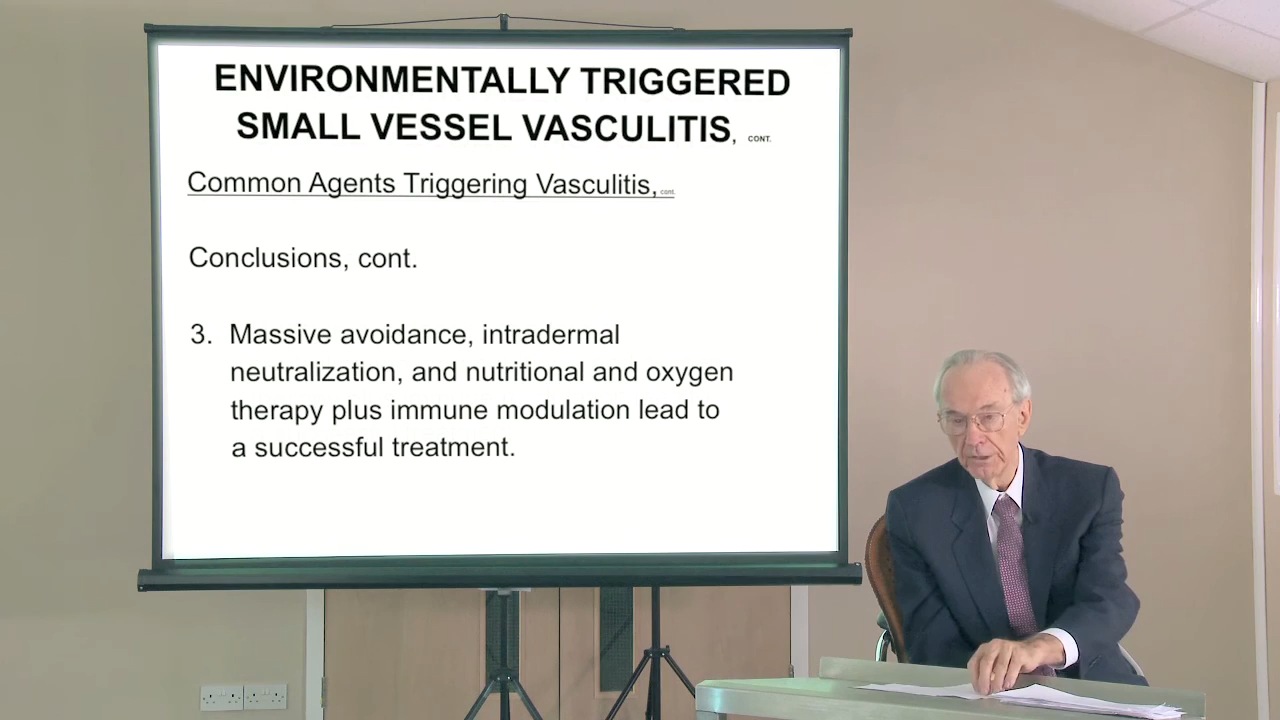 ENVIRONMENTALLY TRIGGERED
SMALL VESSEL VASCULITIS, CONT.
Common Agents Triggering Vasculitis, cont.
Conclusions, cont.
3. Massive avoidance, intradermal
neutralization, and nutritional and oxygen
therapy plus immune modulation lead to
a successful treatment.